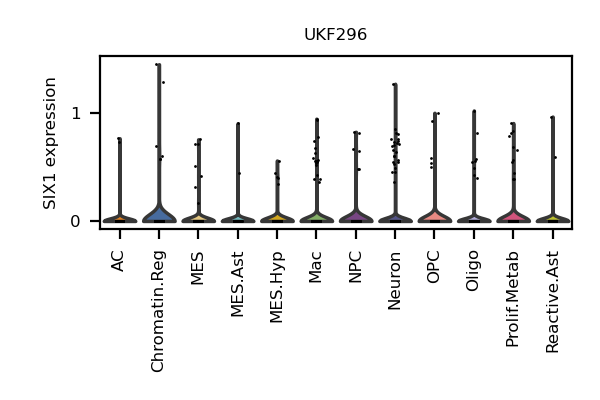 UKF296
SIX1 expression
1
0
AC
Chromatin.Reg
MES
MES.Ast
MES.Hyp
Mac
NPC
Neuron
OPC
Oligo
Prolif.Metab
Reactive.Ast